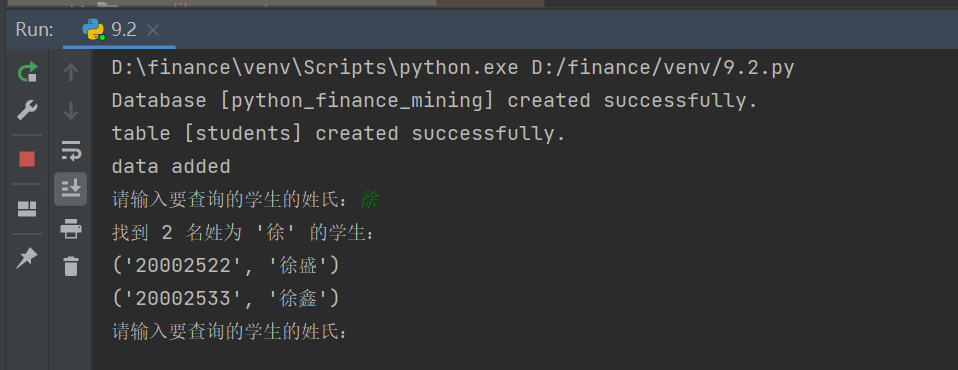 Run:
9.2
D:\finance\venv\Scripts\python.exe D:/finance/venv/9.2.py
Database [python_finance_mining] created successfully.
table [students] created successfully.
data added
请输入要查询的学生的姓氏：徐
找到 2 名姓为 '徐' 的学生：
('20002522', '徐盛')
('20002533', '徐鑫')
请输入要查询的学生的姓氏：